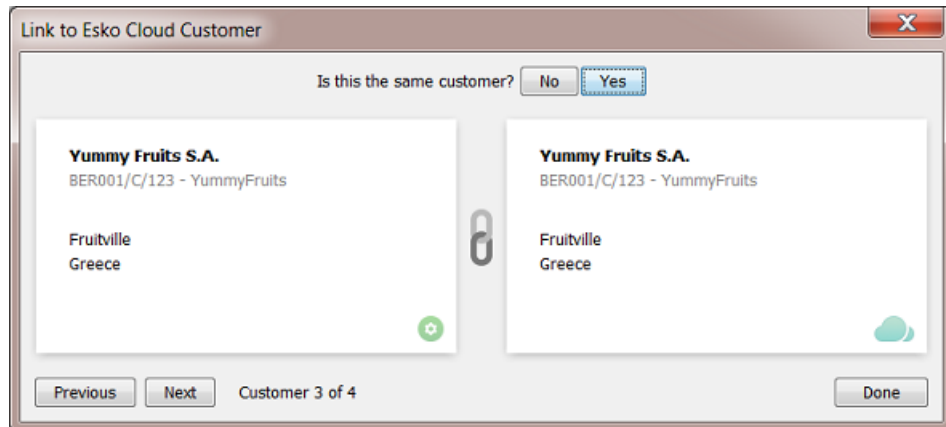 Link to Esko Cloud Customer
Is this the same customer? No Yes
Yummy Fruits S.A.
BER001/C/123 - YummyFruits
Fruitville
Greece
Yummy Fruits S.A.
BER001/C/123 - YummyFruits
Fruitville
Greece
Previous Next Customer 3 of 4 Done